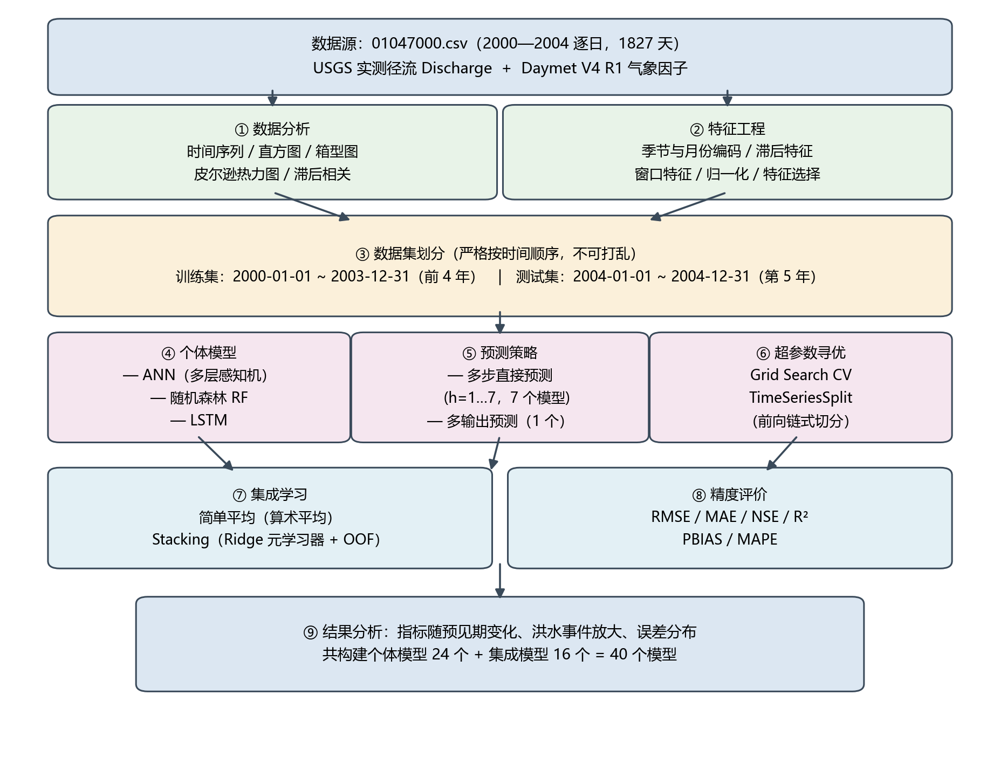 数据源：01047000.csv（2000—2004 逐日，1827 天）
USGS 实测径流 Discharge + Daymet V4 R1 气象因子
① 数据分析
时间序列 / 直方图 / 箱型图
皮尔逊热力图 / 滞后相关
② 特征工程
季节与月份编码 / 滞后特征
窗口特征 / 归一化 / 特征选择
③ 数据集划分（严格按时间顺序，不可打乱）
训练集：2000-01-01 ~ 2003-12-31（前 4 年） | 测试集：2004-01-01 ~ 2004-12-31（第 5 年）
④ 个体模型
— ANN（多层感知机）
— 随机森林 RF
— LSTM
⑤ 预测策略
— 多步直接预测
(h=1…7，7 个模型)
— 多输出预测（1 个）
⑥ 超参数寻优
Grid Search CV
TimeSeriesSplit
（前向链式切分）
⑦ 集成学习
简单平均（算术平均）
Stacking（Ridge 元学习器 + OOF）
⑧ 精度评价
RMSE / MAE / NSE / R²
PBIAS / MAPE
⑨ 结果分析：指标随预见期变化、洪水事件放大、误差分布
共构建个体模型 24 个 + 集成模型 16 个 = 40 个模型